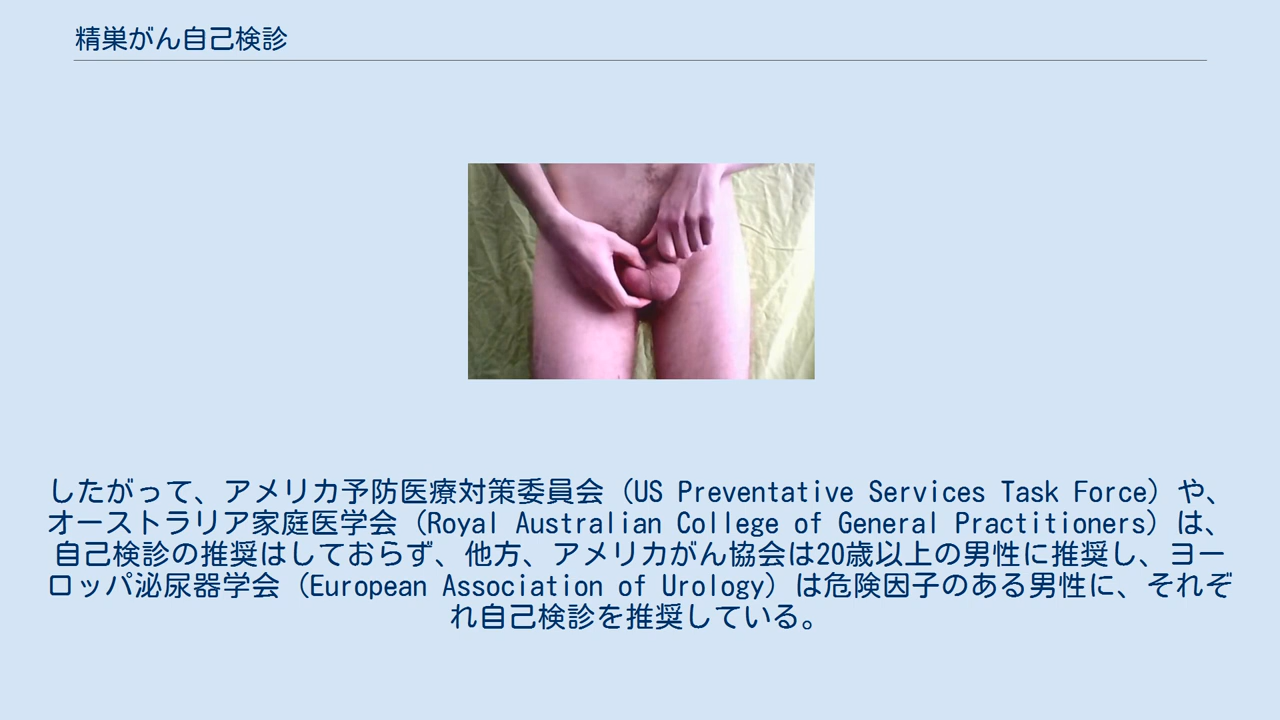 精巣がん自己検診
したがって、アメリカ予防医療対策委員会（US Preventative Services Task Force）や、
オーストラリア家庭医学会（Royal Australian College of General Practitioners）は、
自己検診の推奨はしておらず、他方、アメリカがん協会は20歳以上の男性に推奨し、ヨー
ロッパ泌尿器学会（European Association of Urology）は危険因子のある男性に、それぞ
れ自己検診を推奨している。